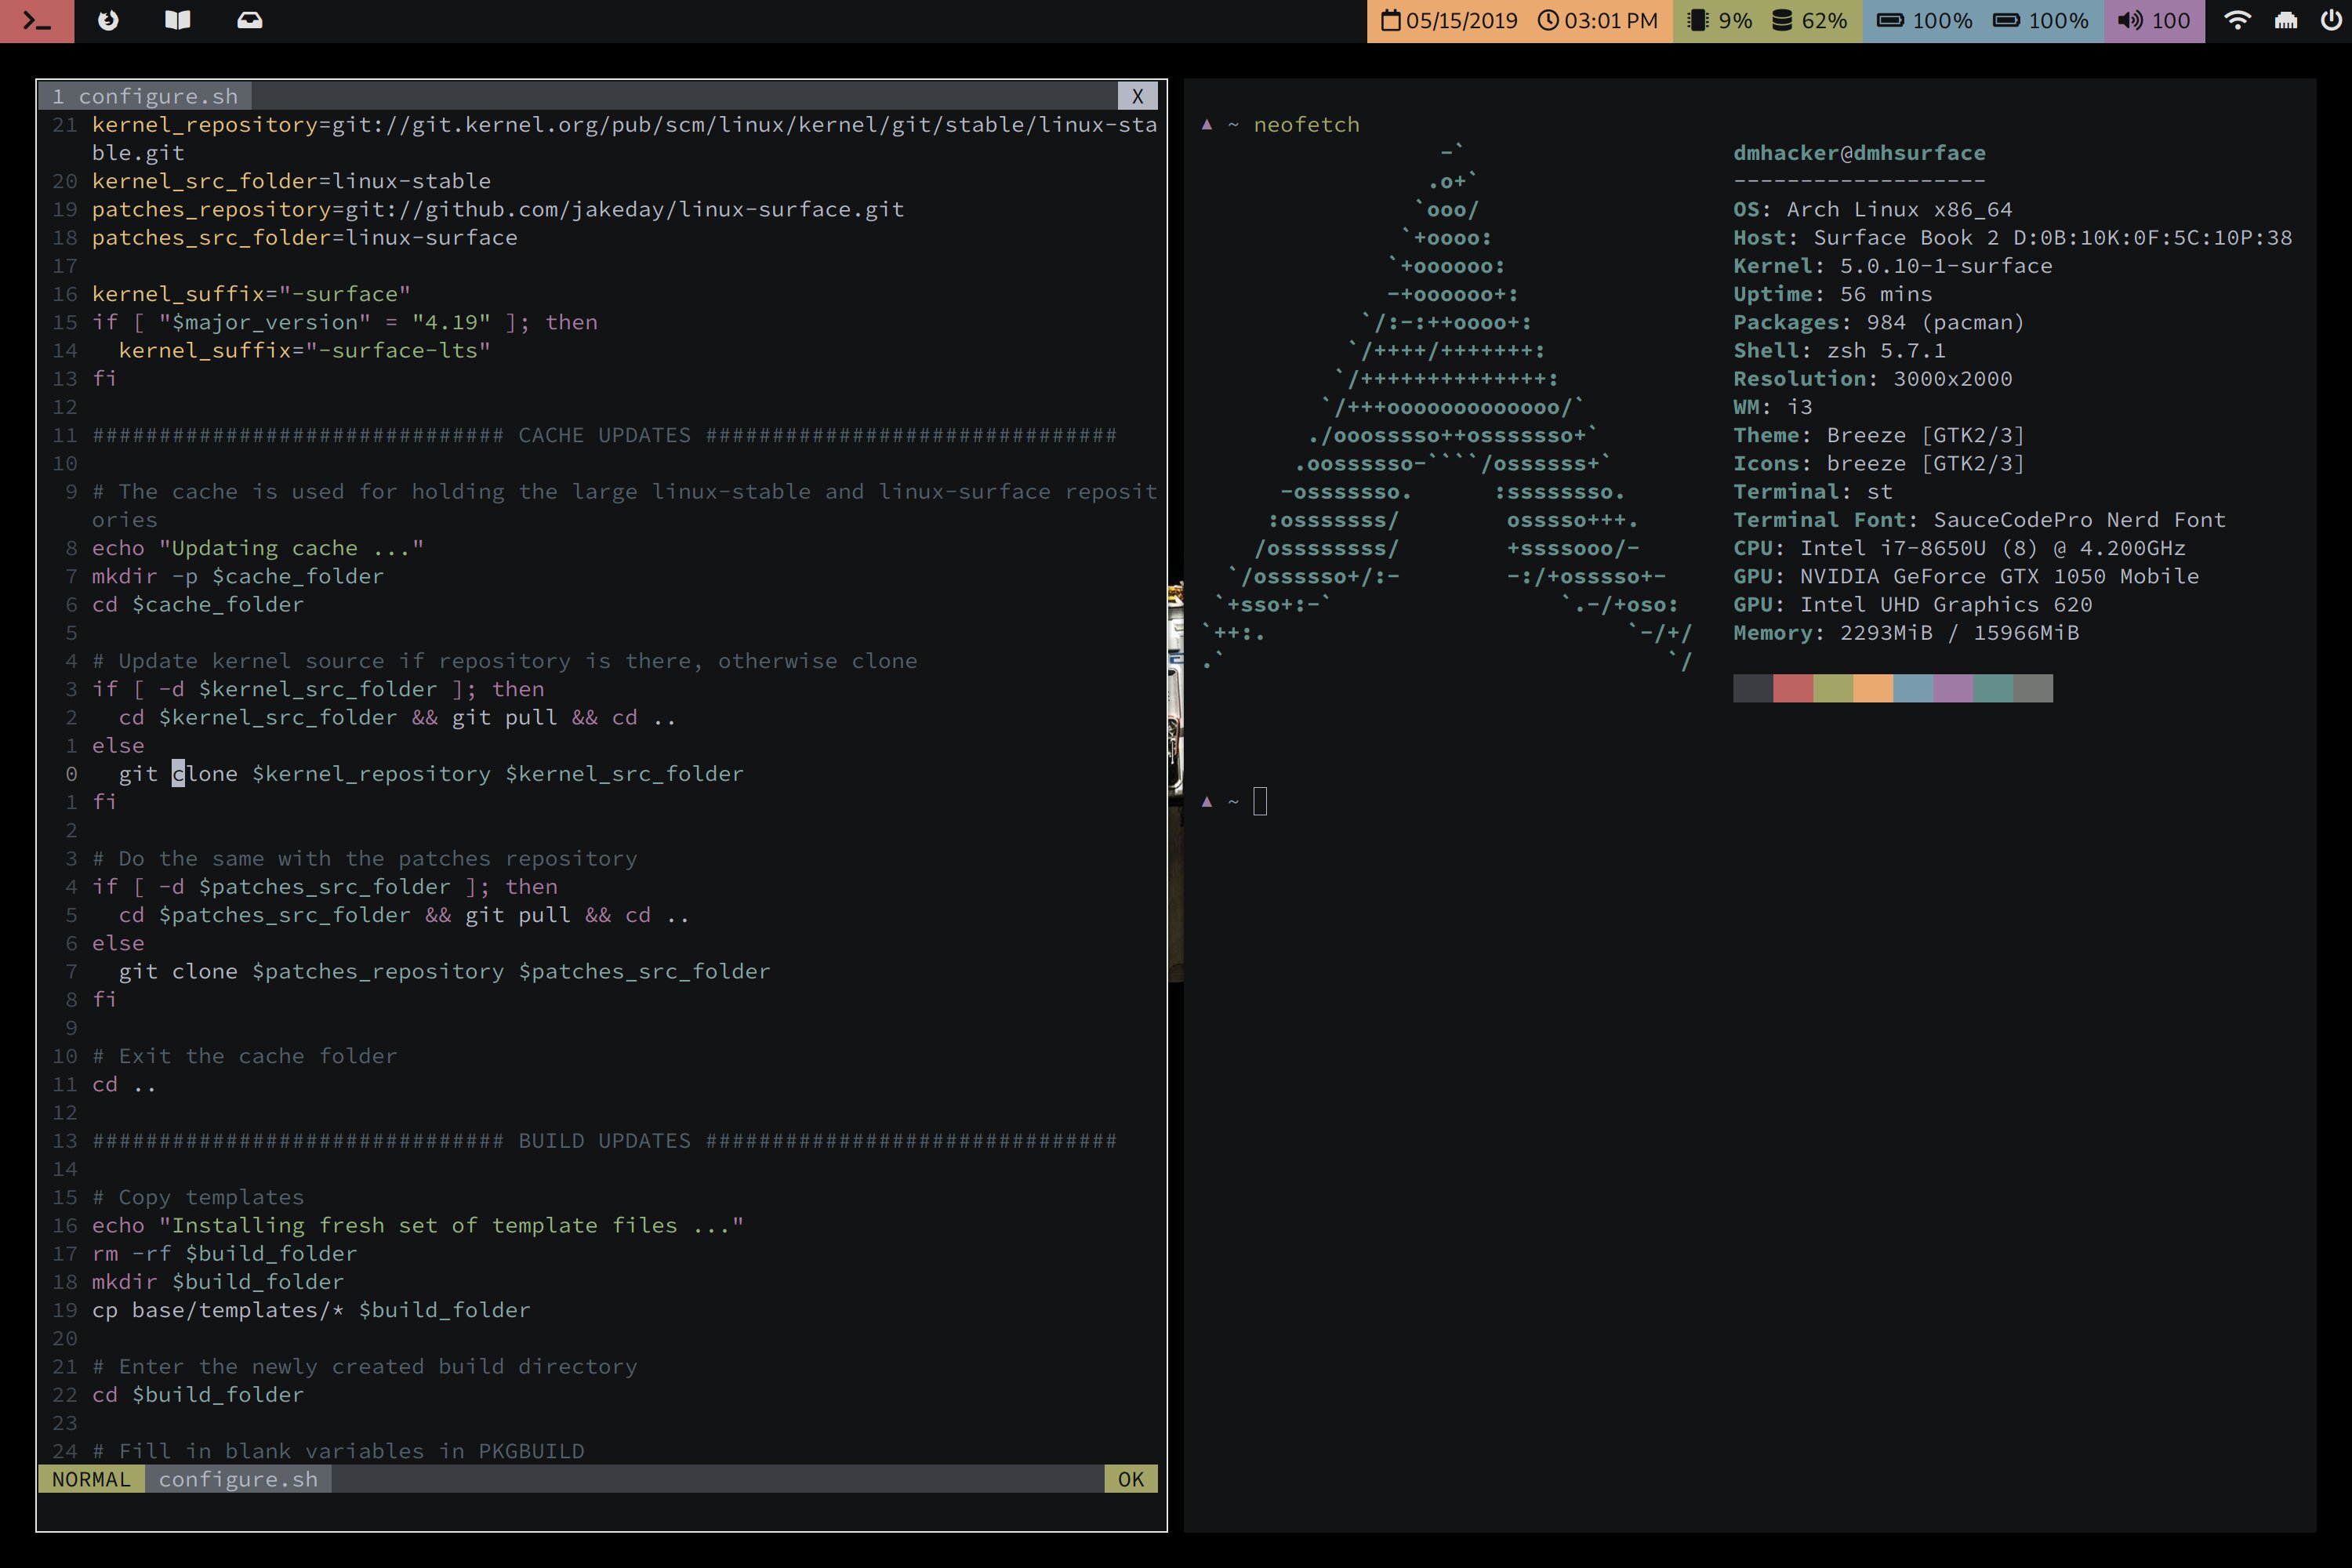 05/15/2019 03:01 PM 9% 62% 100% 100% 100
1 configure.sh X
21 kernel_repository=git://git.kernel.org/pub/scm/linux/kernel/git/stable/linux-sta
ble.git
20 kernel_src_folder=linux-stable
19 patches_repository=git://github.com/jakeday/linux-surface.git
18 patches_src_folder=linux-surface
17
16 kernel_suffix="-surface"
15 if [ "$major_version" = "4.19" ]; then
14   kernel_suffix="-surface-lts"
13 fi
12
11 ############################### CACHE UPDATES ###############################
10
9 # The cache is used for holding the large linux-stable and linux-surface reposit
ories
8 echo "Updating cache ..."
7 mkdir -p $cache_folder
6 cd $cache_folder
5
4 # Update kernel source if repository is there, otherwise clone
3 if [ -d $kernel_src_folder ]; then
2   cd $kernel_src_folder && git pull && cd ..
1 else
0   git clone $kernel_repository $kernel_src_folder
1 fi
2
3 # Do the same with the patches repository
4 if [ -d $patches_src_folder ]; then
5   cd $patches_src_folder && git pull && cd ..
6 else
7   git clone $patches_repository $patches_src_folder
8 fi
9
10 # Exit the cache folder
11 cd ..
12
13 ############################### BUILD UPDATES ###############################
14
15 # Copy templates
16 echo "Installing fresh set of template files ..."
17 rm -rf $build_folder
18 mkdir $build_folder
19 cp base/templates/* $build_folder
20
21 # Enter the newly created build directory
22 cd $build_folder
23
24 # Fill in blank variables in PKGBUILD
NORMAL configure.sh OK
▲ ~ neofetch
                  -`
                 .o+`
                `ooo/
               `+oooo:
              `+oooooo:
              -+oooooo+:
            `/:-:++oooo+:
           `/++++/+++++++:
          `/++++++++++++++:
         `/+++ooooooooooooo/`
        ./ooosssso++osssssso+`
       .oossssso-````/ossssss+`
      -osssssso.      :ssssssso.
     :osssssss/        osssso+++.
    /ossssssss/        +ssssooo/-
  `/ossssso+/:-        -:/+osssso+-
 `+sso+:-`                 `.-/+oso:
`++:.                           `-/+/
.`                                 `/
dmhacker@dmhsurface
-------------------
OS: Arch Linux x86_64
Host: Surface Book 2 D:0B:10K:0F:5C:10P:38
Kernel: 5.0.10-1-surface
Uptime: 56 mins
Packages: 984 (pacman)
Shell: zsh 5.7.1
Resolution: 3000x2000
WM: i3
Theme: Breeze [GTK2/3]
Icons: breeze [GTK2/3]
Terminal: st
Terminal Font: SauceCodePro Nerd Font
CPU: Intel i7-8650U (8) @ 4.200GHz
GPU: NVIDIA GeForce GTX 1050 Mobile
GPU: Intel UHD Graphics 620
Memory: 2293MiB / 15966MiB
▲ ~